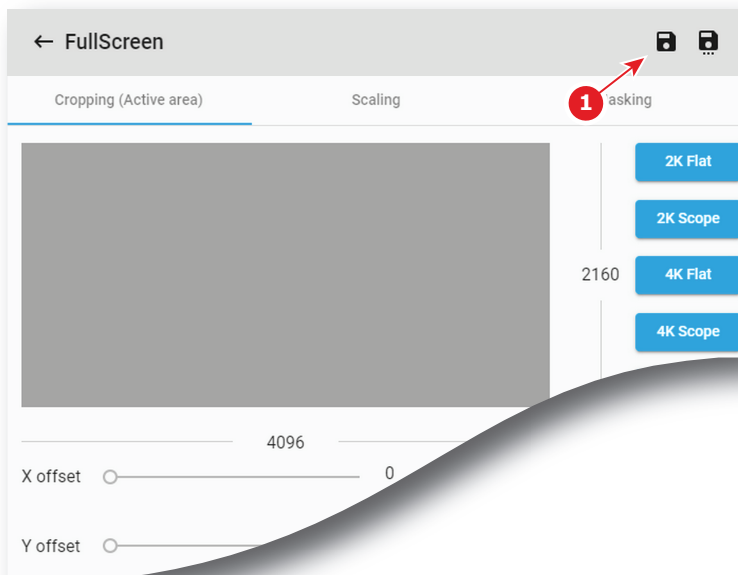 FullScreen
Cropping (Active area)
Scaling
1
asking
2K Flat
2K Scope
2160
4K Flat
4K Scope
4096
X offset
0
Y offset